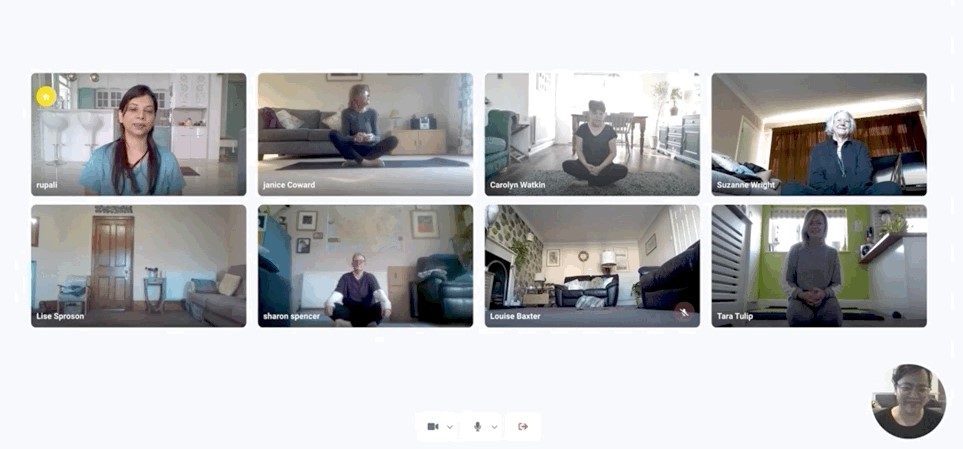 rupali
janice Coward
Carolyn Watkin
Suzanne Wright
Lise Sproson
sharon spencer
Louise Baxter
Tara Tulip